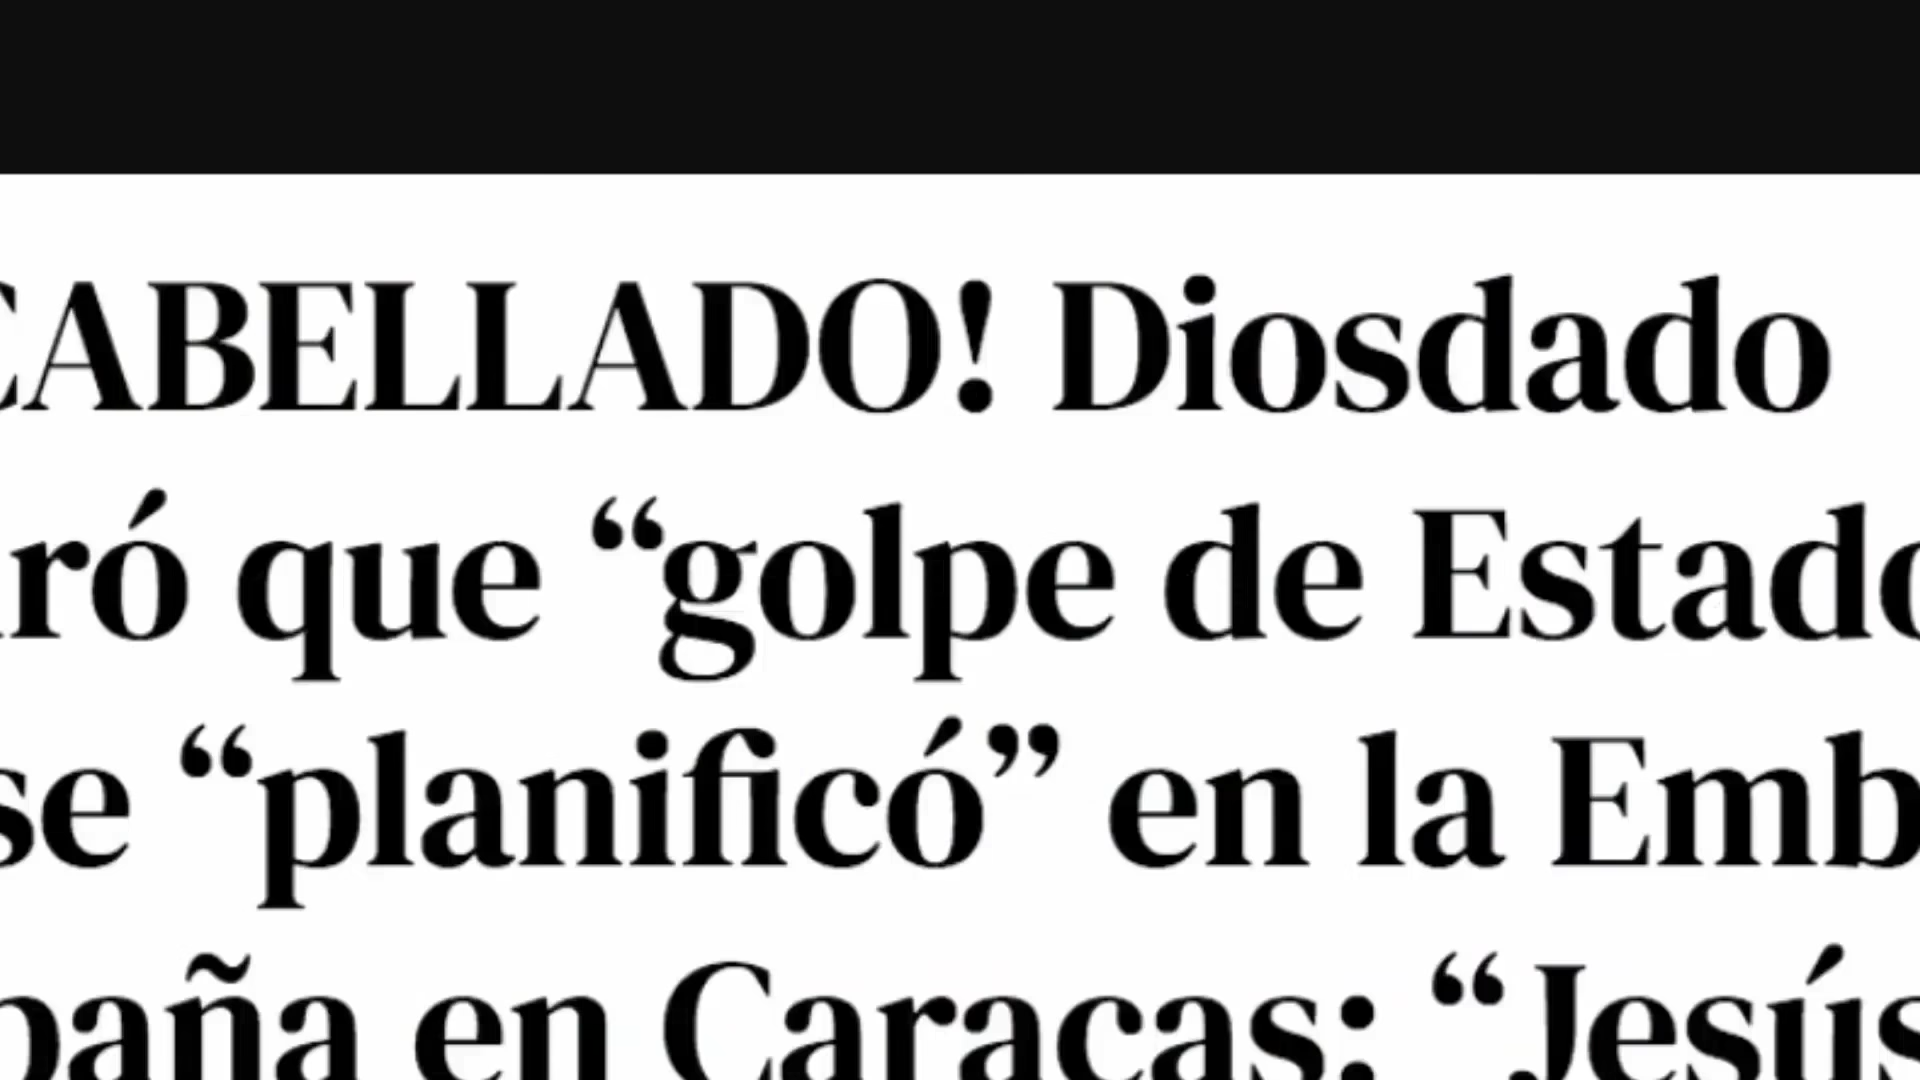 CABELLADO! Diosdado
ró que “golpe de Estado
se “planificó” en la Emb
paña en Caracas: “Jesús